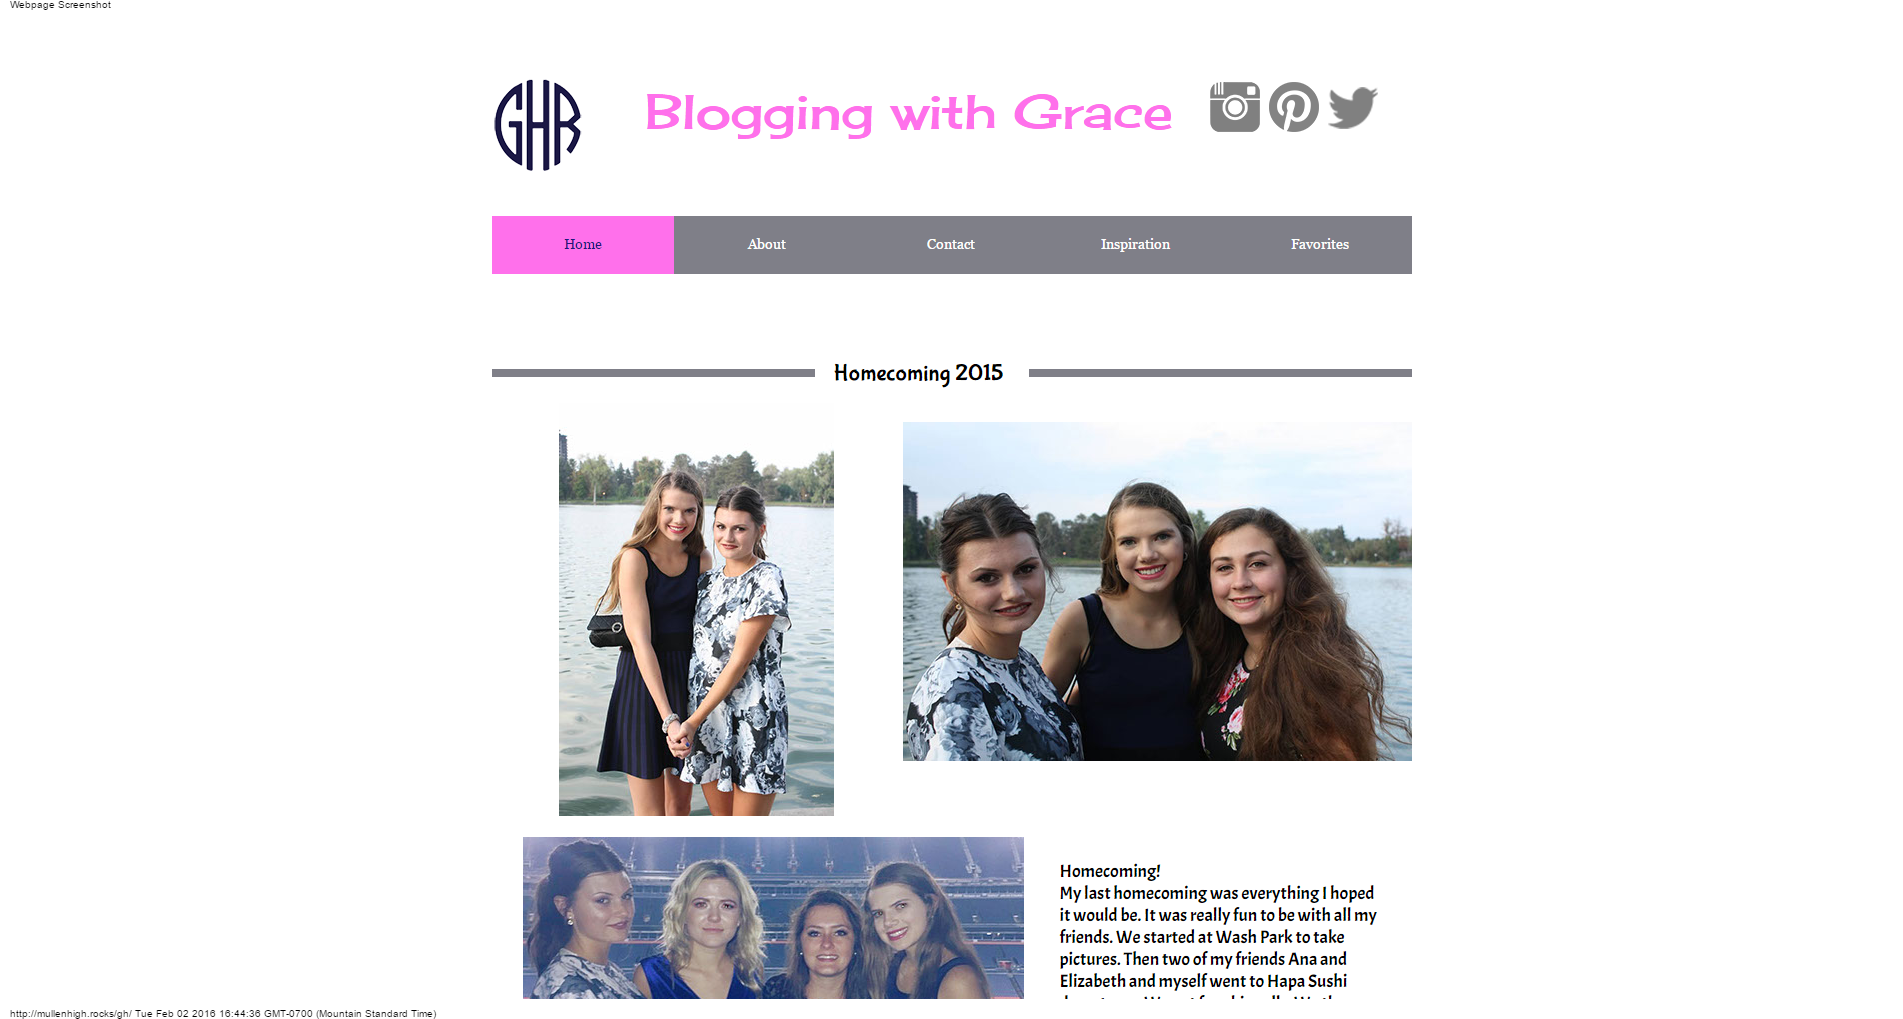 Webpage Screenshot
GHR
Blogging with Grace
Home About Contact Inspiration Favorites
Homecoming 2015
Homecoming!
My last homecoming was everything I hoped
it would be. It was really fun to be with all my
friends. We started at Wash Park to take
pictures. Then two of my friends Ana and
Elizabeth and myself went to Hapa Sushi
http://mullenhigh.rocks/gh/ Tue Feb 02 2016 16:44:36 GMT-0700 (Mountain Standard Time)